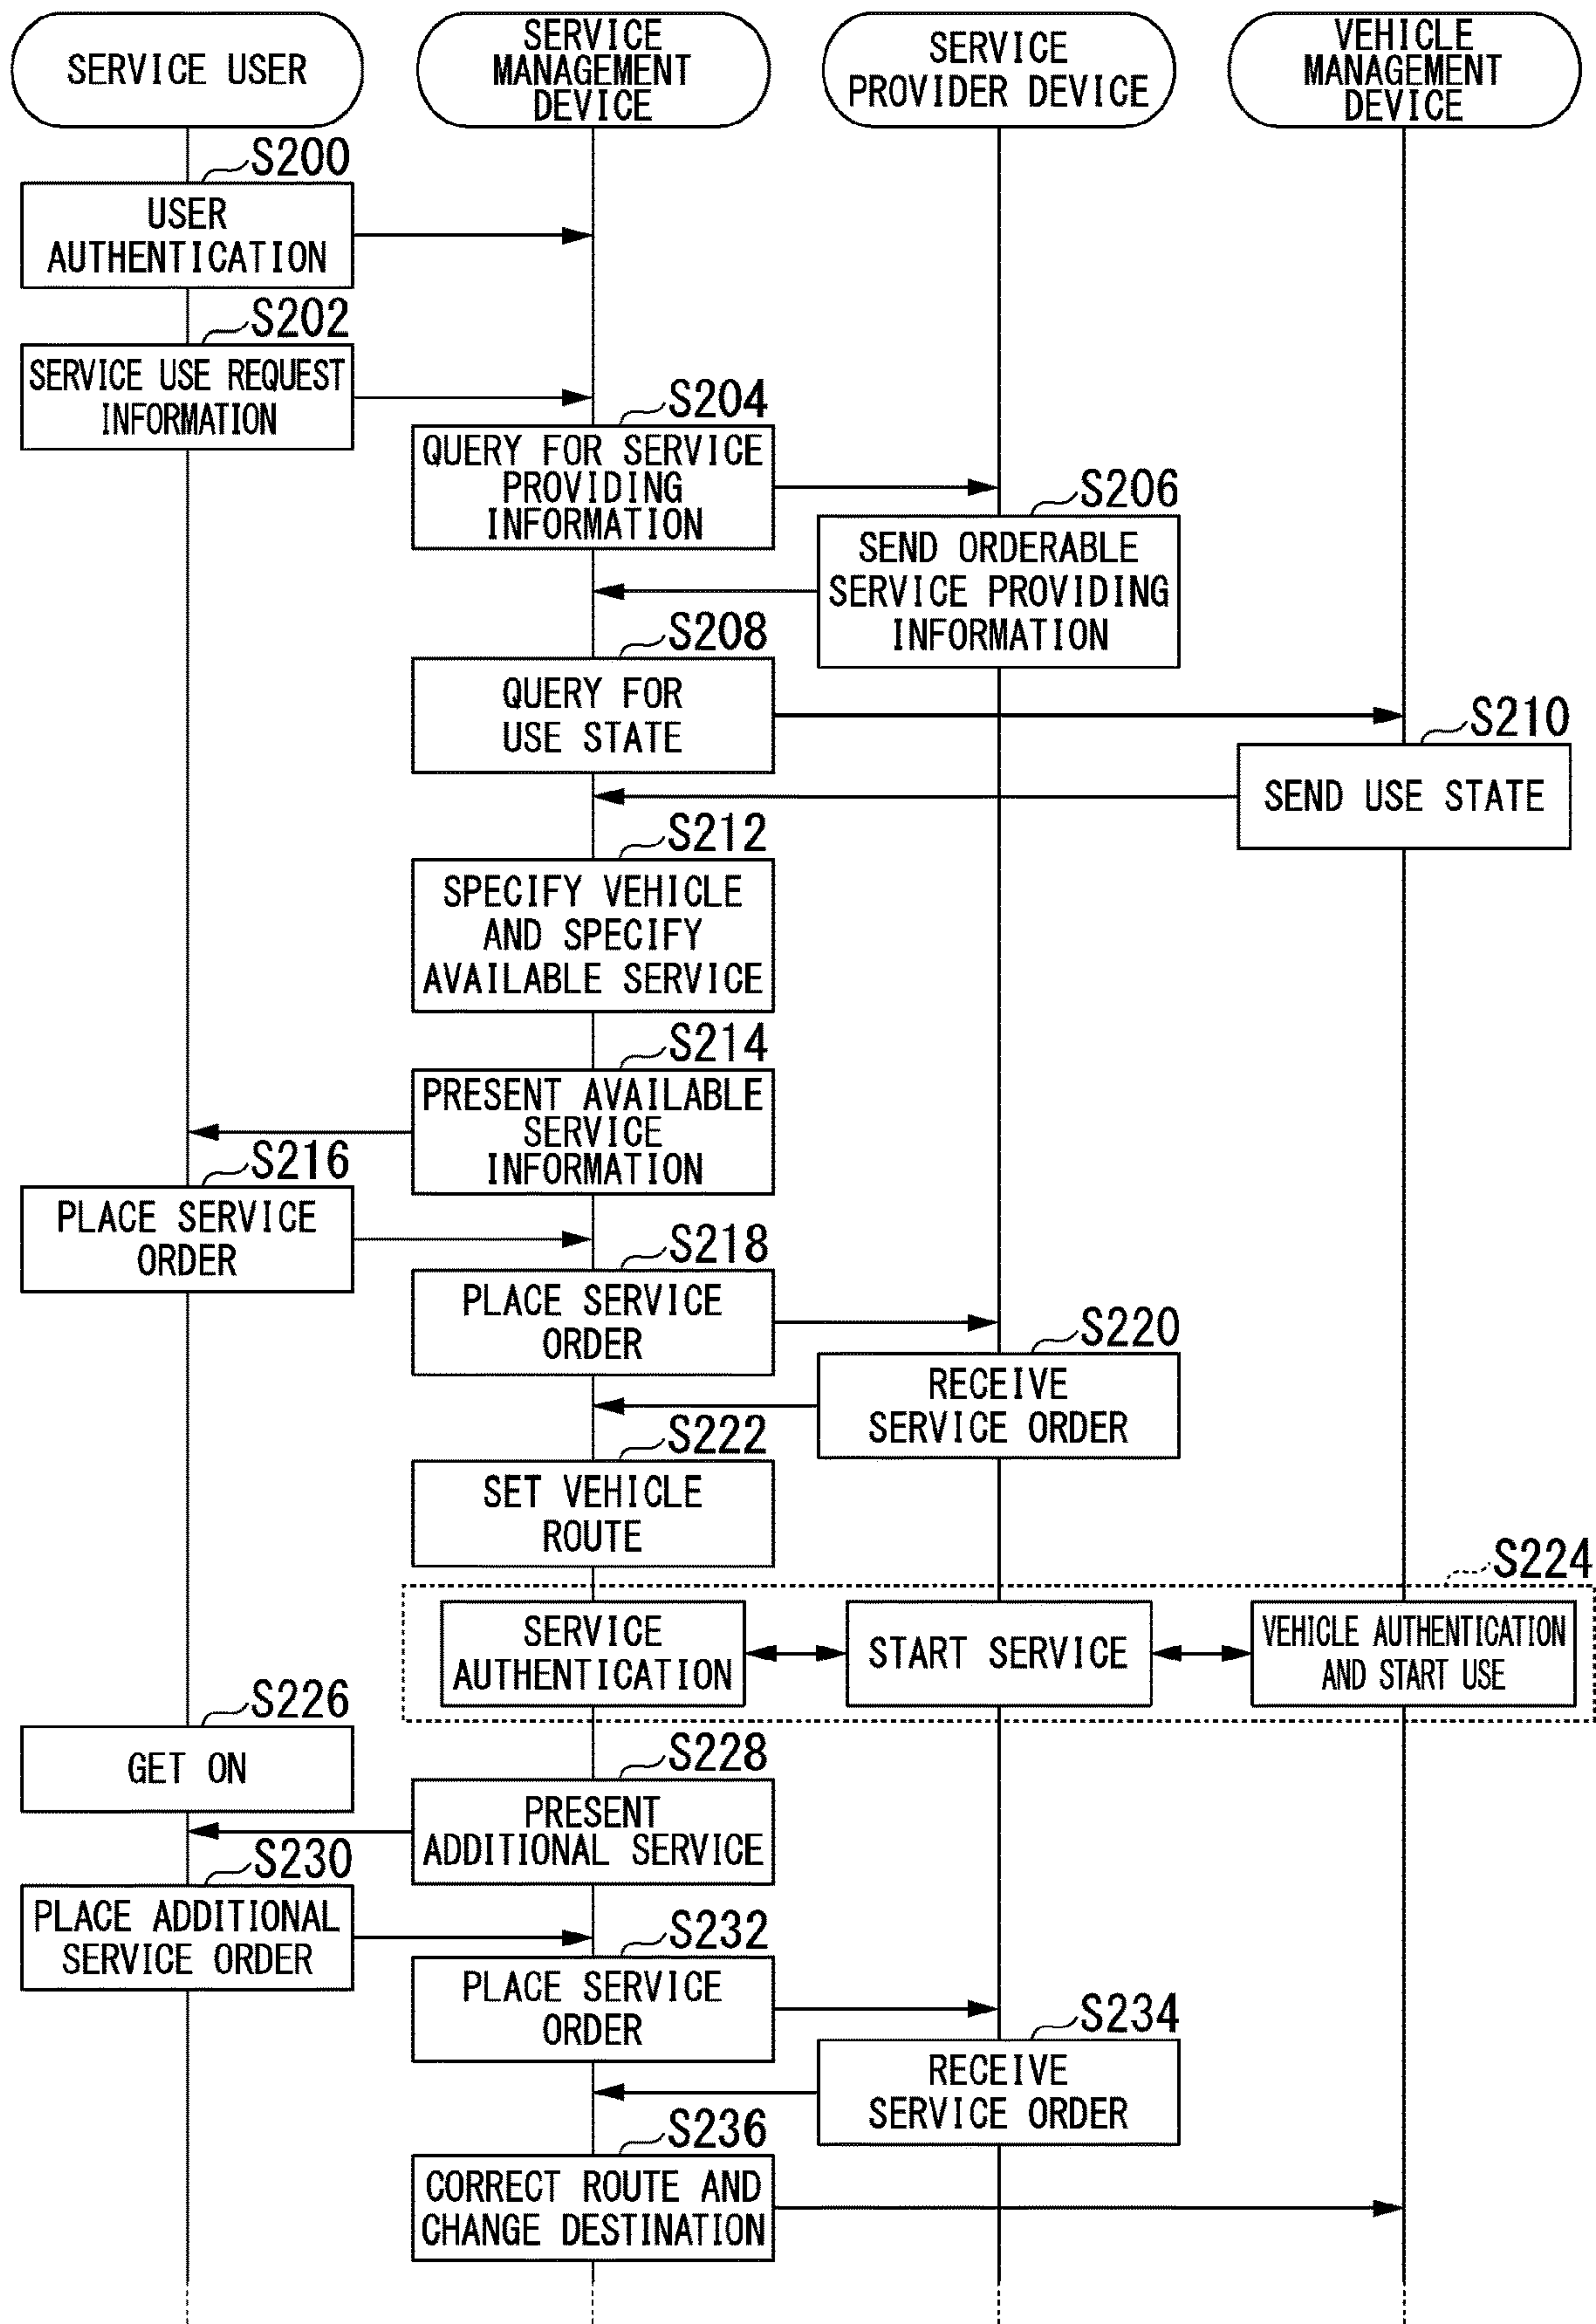 SERVICE USER
SERVICE
MANAGEMENT
DEVICE
SERVICE
PROVIDER DEVICE
VEHICLE
MANAGEMENT
DEVICE
S200
USER
AUTHENTICATION
S202
SERVICE USE REQUEST
INFORMATION
S204
QUERY FOR SERVICE
PROVIDING
INFORMATION
S206
SEND ORDERABLE
SERVICE PROVIDING
INFORMATION
S208
QUERY FOR
USE STATE
S210
SEND USE STATE
S212
SPECIFY VEHICLE
AND SPECIFY
AVAILABLE SERVICE
S214
PRESENT AVAILABLE
SERVICE
INFORMATION
S216
PLACE SERVICE
ORDER
S218
PLACE SERVICE
ORDER
S220
RECEIVE
SERVICE ORDER
S222
SET VEHICLE
ROUTE
S224
SERVICE
AUTHENTICATION
START SERVICE
VEHICLE AUTHENTICATION
AND START USE
S226
GET ON
S228
PRESENT
ADDITIONAL SERVICE
S230
PLACE ADDITIONAL
SERVICE ORDER
S232
PLACE SERVICE
ORDER
S234
RECEIVE
SERVICE ORDER
S236
CORRECT ROUTE AND
CHANGE DESTINATION